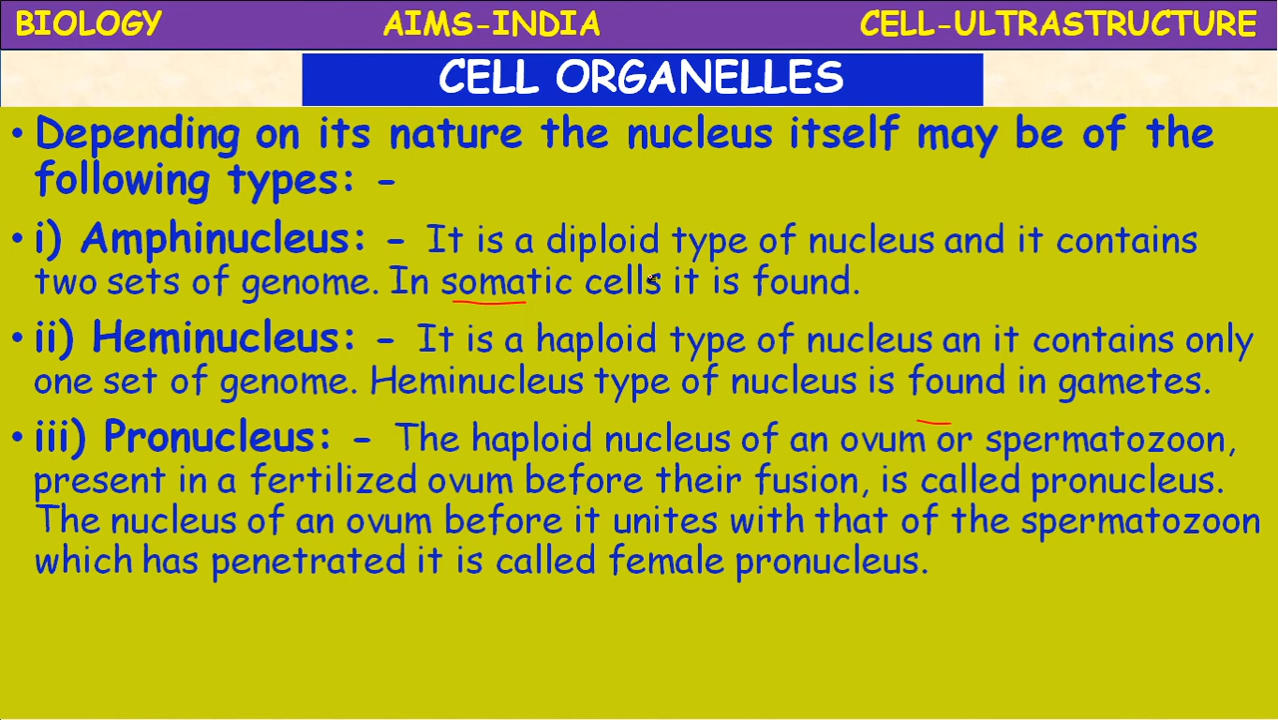 BIOLOGY AIMS-INDIA CELL-ULTRASTRUCTURE
CELL ORGANELLES
• Depending on its nature the nucleus itself may be of the
following types: -
• i) Amphinucleus: - It is a diploid type of nucleus and it contains
two sets of genome. In somatic cells it is found.
• ii) Heminucleus: - It is a haploid type of nucleus an it contains only
one set of genome. Heminucleus type of nucleus is found in gametes.
• iii) Pronucleus: - The haploid nucleus of an ovum or spermatozoon,
present in a fertilized ovum before their fusion, is called pronucleus.
The nucleus of an ovum before it unites with that of the spermatozoon
which has penetrated it is called female pronucleus.